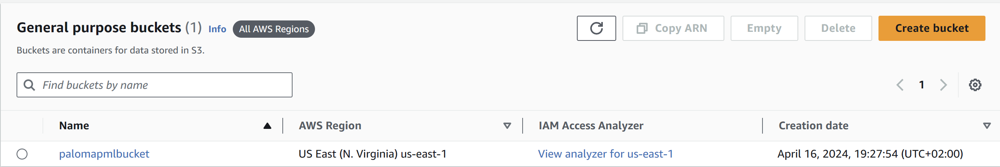 General purpose buckets (1) Info All AWS Regions
Copy ARN Empty Delete Create bucket
Buckets are containers for data stored in S3.
Find buckets by name
1
Name AWS Region IAM Access Analyzer Creation date
palomapmlbucket US East (N. Virginia) us-east-1 View analyzer for us-east-1 April 16, 2024, 19:27:54 (UTC+02:00)